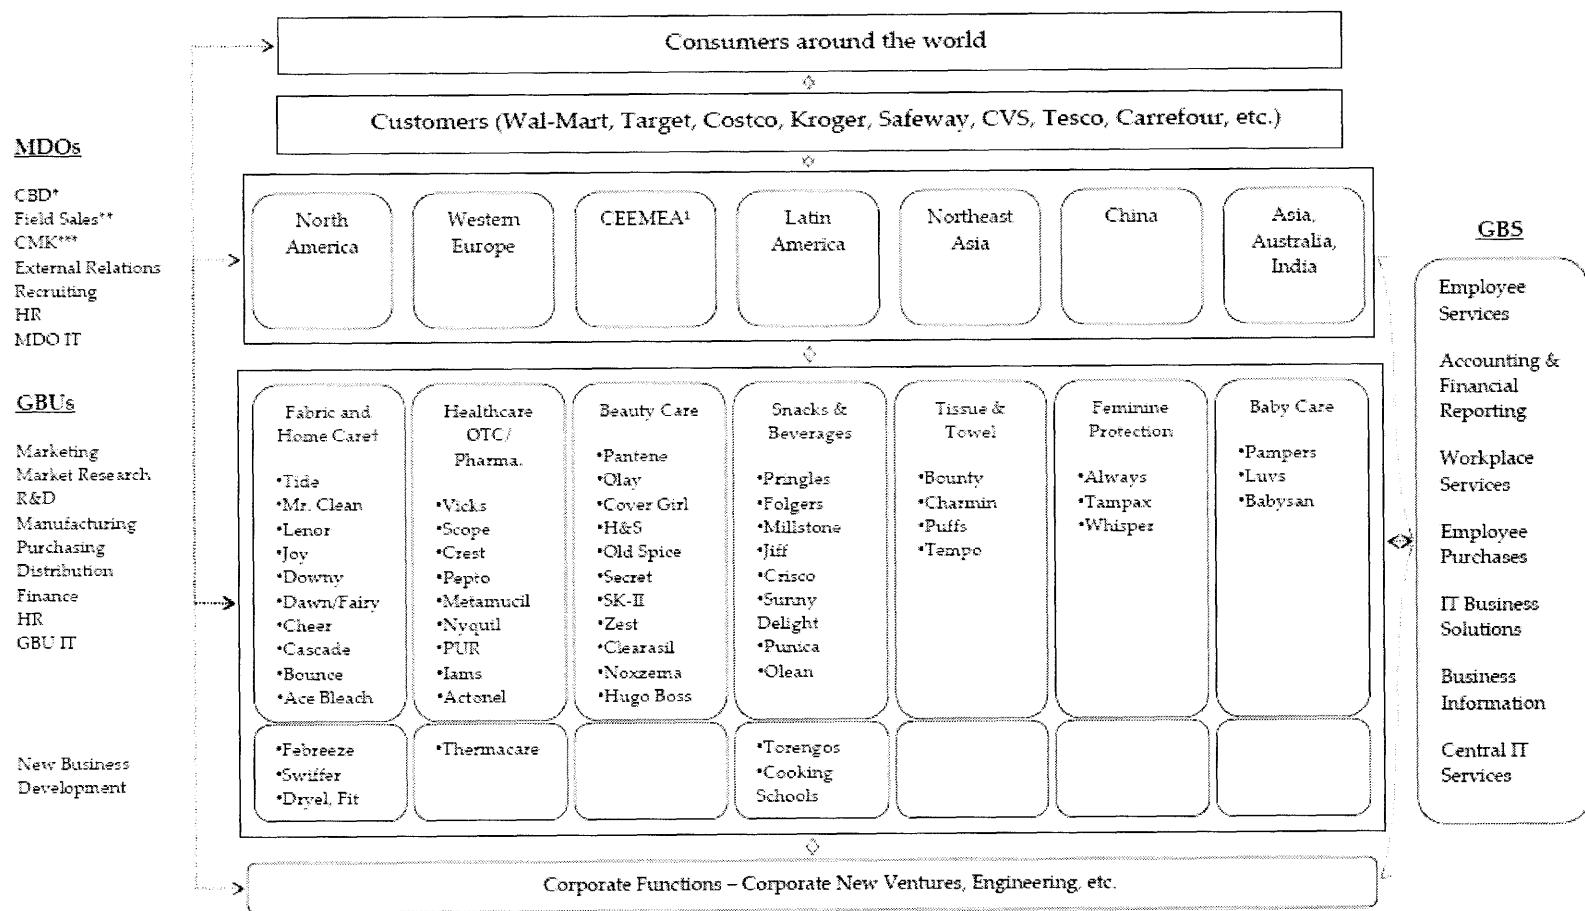 Consumers around the world
Customers (Wal-Mart, Target, Costco, Kroger, Safeway, CVS, Tesco, Carrefour, etc.)
MDOs
CBD*
Field Sales**
CMK***
External Relations
Recruiting
HR
MDO IT
North
America
Western
Europe
CEEMEA¹
Latin
America
Northeast
Asia
China
Asia,
Australia,
India
GBUs
Marketing
Market Research
R&D
Manufacturing
Purchasing
Distribution
Finance
HR
GBU IT
New Business
Development
Fabric and
Home Care†
•Tide
•Mr. Clean
•Lenor
•Joy
•Downy
•Dawn/Fairy
•Cheer
•Cascade
•Bounce
•Ace Bleach
•Febreeze
•Swiffer
•Dryel, Fit
Healthcare
OTC/
Pharma.
•Vicks
•Scope
•Crest
•Pepto
•Metamucil
•Nyquil
•PUR
•Iams
•Actonel
•Thermacare
Beauty Care
•Pantene
•Olay
•Cover Girl
•H&S
•Old Spice
•Secret
•SK-II
•Zest
•Clearasil
•Noxzema
•Hugo Boss
Snacks &
Beverages
•Pringles
•Folgers
•Millstone
•Jiff
•Crisco
•Sunny
Delight
•Punica
•Olean
•Torengos
•Cooking
Schools
Tissue &
Towel
•Bounty
•Charmin
•Puffs
•Tempo
Feminine
Protection
•Always
•Tampax
•Whisper
Baby Care
•Pampers
•Luvs
•Babysan
GBS
Employee
Services
Accounting &
Financial
Reporting
Workplace
Services
Employee
Purchases
IT Business
Solutions
Business
Information
Central IT
Services
Corporate Functions – Corporate New Ventures, Engineering, etc.